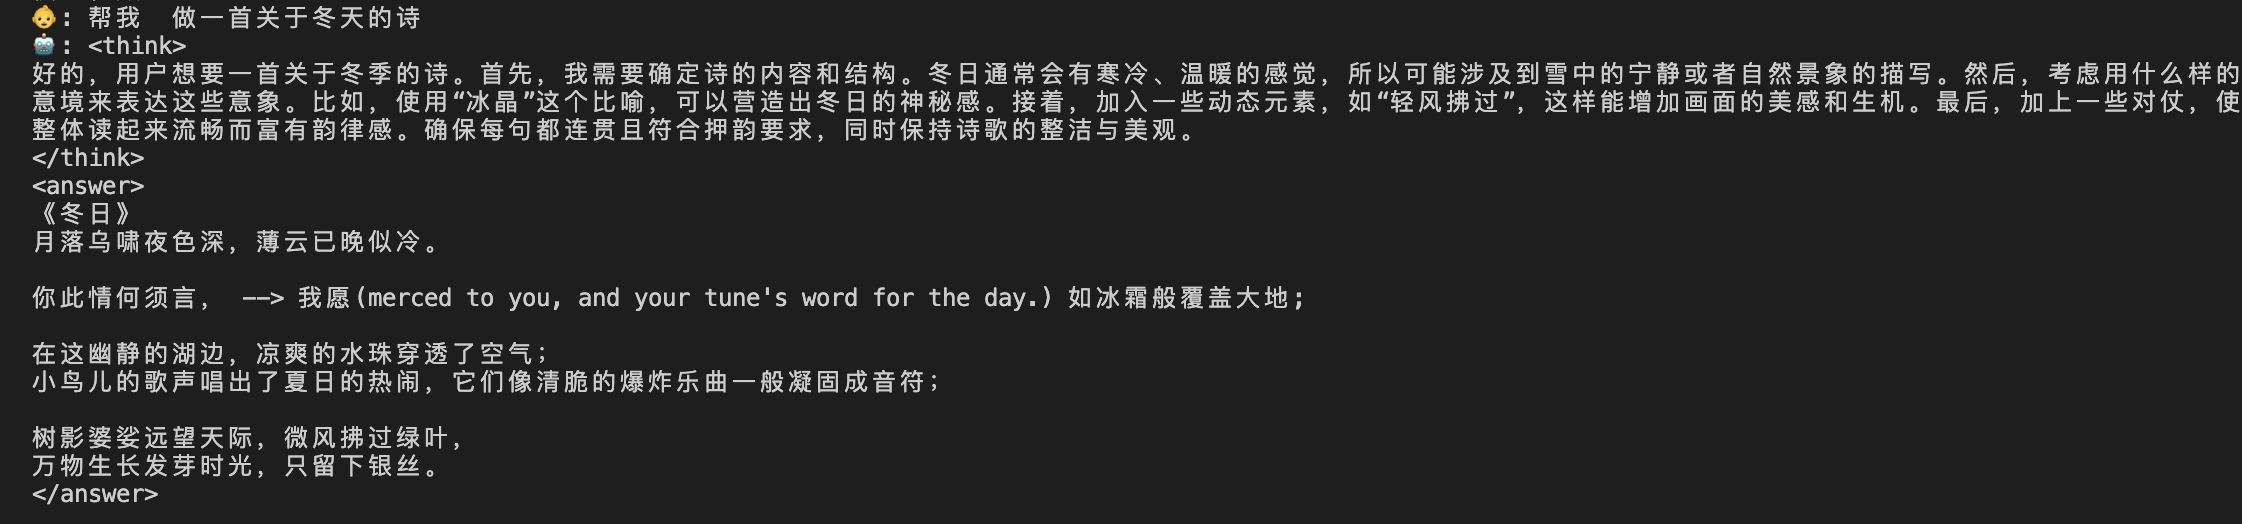 👶: 帮我 做一首关于冬天的诗
🤖: <think>
好的，用户想要一首关于冬季的诗。首先，我需要确定诗的内容和结构。冬日通常会有寒冷、温暖的感觉，所以可能涉及到雪中的宁静或者自然景象的描写。然后，考虑用什么样的
意境来表达这些意象。比如，使用“冰晶”这个比喻，可以营造出冬日的神秘感。接着，加入一些动态元素，如“轻风拂过”，这样能增加画面的美感和生机。最后，加上一些对仗，使
整体读起来流畅而富有韵律感。确保每句都连贯且符合押韵要求，同时保持诗歌的整洁与美观。
</think>
<answer>
《冬日》
月落乌啸夜色深，薄云已晚似冷。
你此情何须言， --> 我愿(merced to you, and your tune's word for the day.) 如冰霜般覆盖大地；
在这幽静的湖边，凉爽的水珠穿透了空气；
小鸟儿的歌声唱出了夏日的热闹，它们像清脆的爆炸乐曲一般凝固成音符；
树影婆娑远望天际，微风拂过绿叶，
万物生长发芽时光，只留下银丝。
</answer>